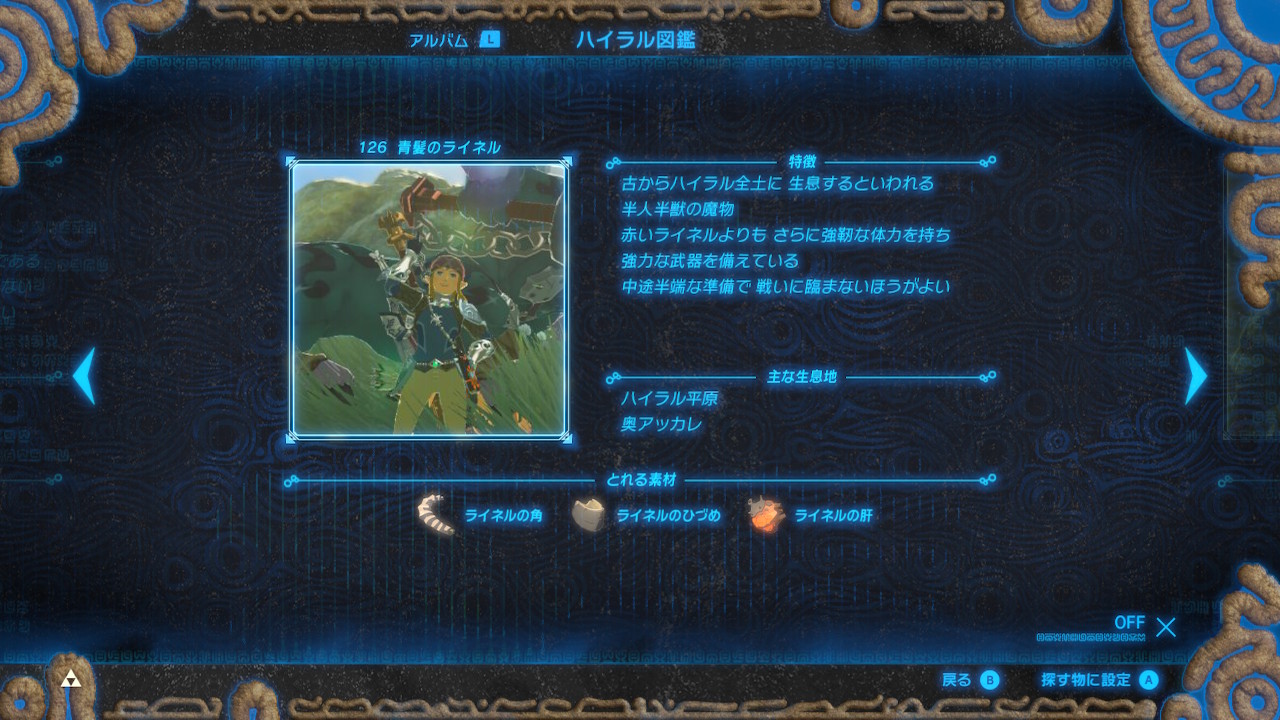 アルバム L
ハイラル図鑑
126 青髪のライネル
特徴
古からハイラル全土に 生息するといわれる
半人半獣の魔物
赤いライネルよりも さらに強靭な体力を持ち
強力な武器を備えている
中途半端な準備で 戦いに臨まないほうがよい
主な生息地
ハイラル平原
奥アッカレ
とれる素材
ライネルの角
ライネルのひづめ
ライネルの肝
OFF
戻る B
探す物に設定 A